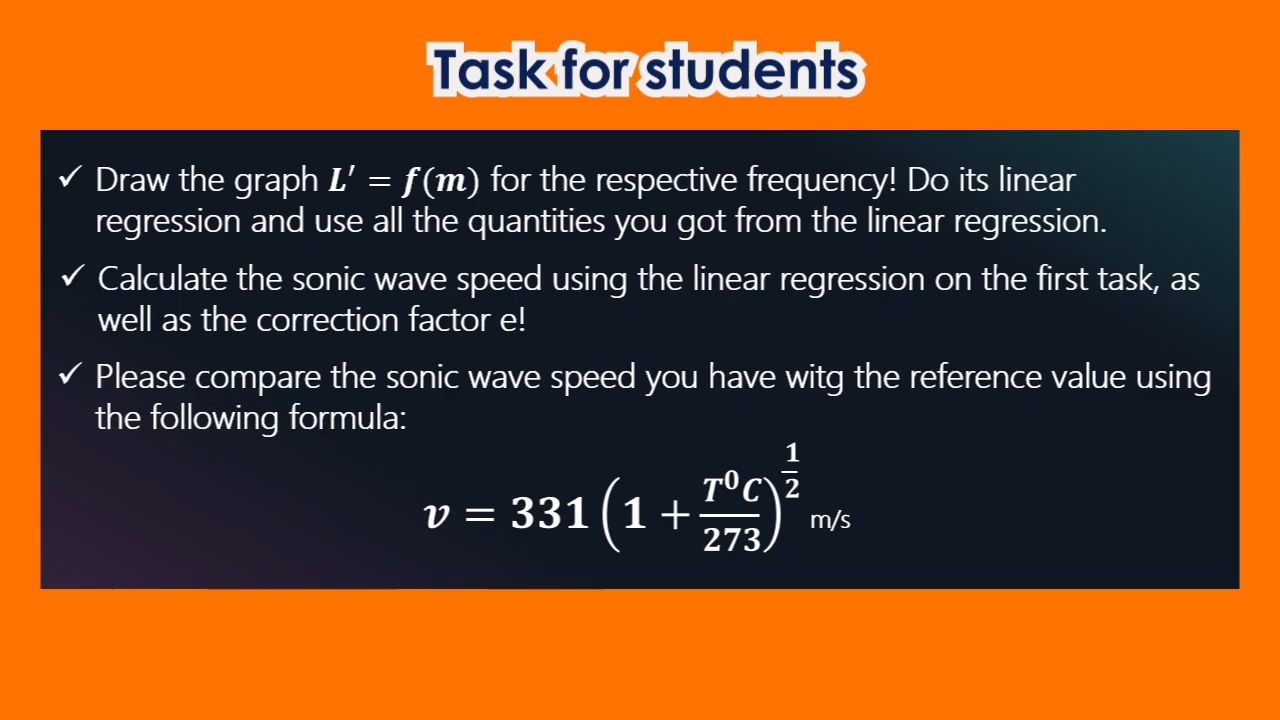 Task for students
✓ Draw the graph L′ = f(m) for the respective frequency! Do its linear
regression and use all the quantities you got from the linear regression.
✓ Calculate the sonic wave speed using the linear regression on the first task, as
well as the correction factor e!
✓ Please compare the sonic wave speed you have witg the reference value using
the following formula:
v = 331 (1 + T⁰C/273)^(1/2) m/s